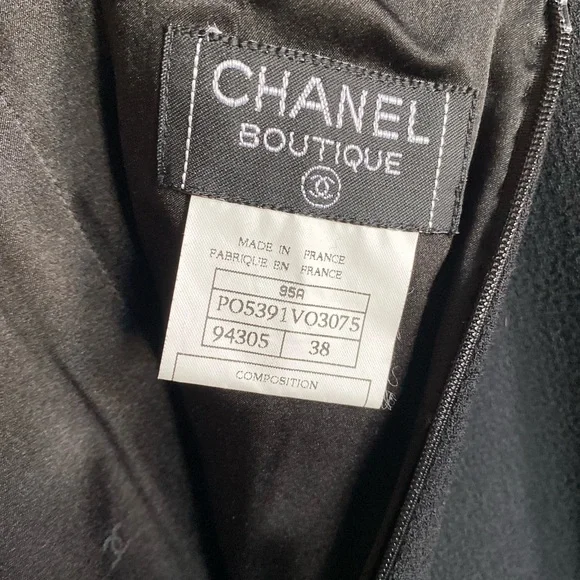 CHANEL
BOUTIQUE
MADE IN FRANCE
FABRIQUE EN FRANCE
95A
PO5391VO3075
94305 38
COMPOSITION